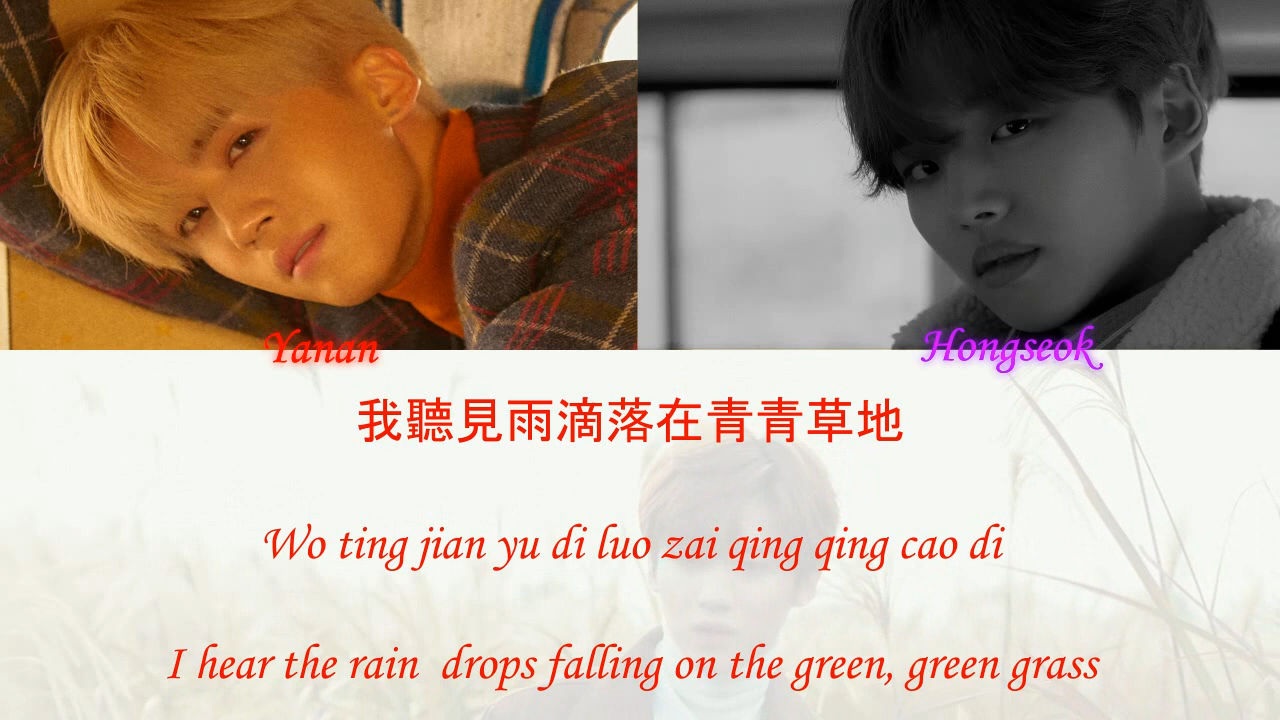 Yanan
Hongseok
我聽見雨滴落在青青草地
Wo ting jian yu di luo zai qing qing cao di
I hear the rain drops falling on the green, green grass